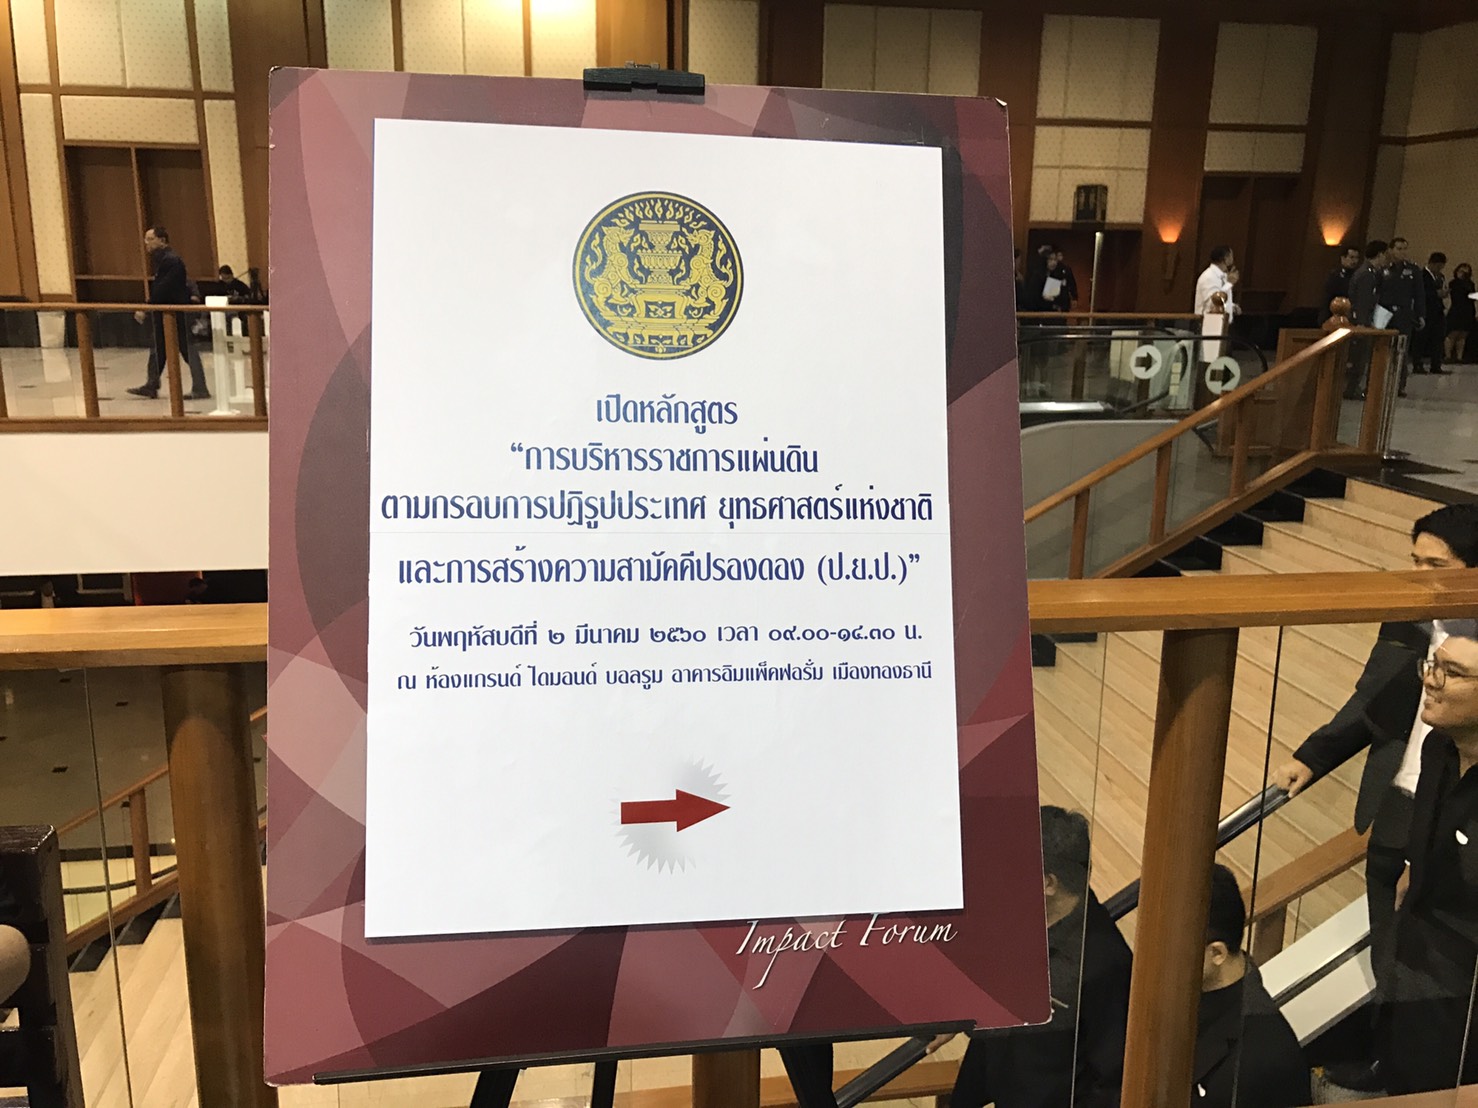 เปิดหลักสูตร
“การบริหารราชการแผ่นดิน
ตามกรอบการปฏิรูปประเทศ ยุทธศาสตร์แห่งชาติ
และการสร้างความสามัคคีปรองดอง (ป.ย.ป.)”
วันพฤหัสบดีที่ ๒ มีนาคม ๒๕๖๐ เวลา ๐๙.๐๐-๑๔.๓๐ น.
ณ ห้องแกรนด์ ไดมอนด์ บอลรูม อาคารอิมแพ็คฟอรั่ม เมืองทองธานี
Impact Forum